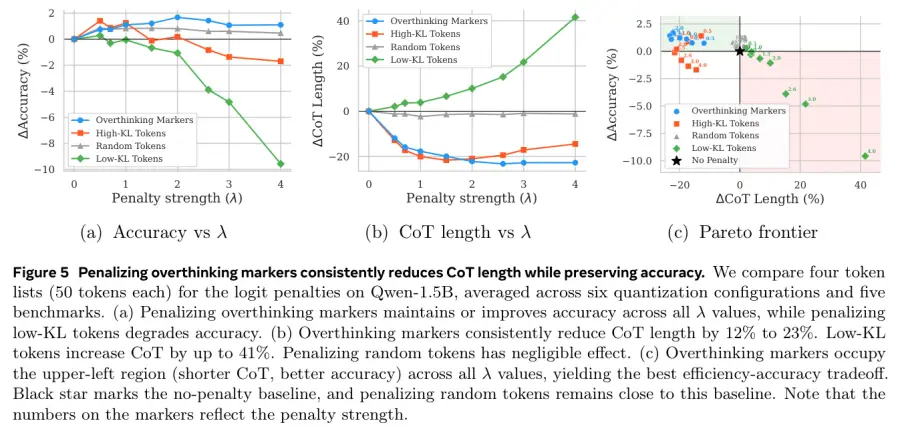 2
0
−2
−4
−6
−8
−10
ΔAccuracy (%)
Overthinking Markers
High-KL Tokens
Random Tokens
Low-KL Tokens
0
1
2
3
4
Penalty strength (λ)
(a) Accuracy vs λ
40
20
0
−20
ΔCoT Length (%)
Overthinking Markers
High-KL Tokens
Random Tokens
Low-KL Tokens
0
1
2
3
4
Penalty strength (λ)
(b) CoT length vs λ
2.5
0.0
−2.5
−5.0
−7.5
−10.0
ΔAccuracy (%)
2.0
3.0
4.0
Overthinking Markers
High-KL Tokens
Random Tokens
Low-KL Tokens
No Penalty
−20
0
20
40
ΔCoT Length (%)
(c) Pareto frontier
Figure 5 Penalizing overthinking markers consistently reduces CoT length while preserving accuracy. We compare four token
lists (50 tokens each) for the logit penalties on Qwen-1.5B, averaged across six quantization configurations and five
benchmarks. (a) Penalizing overthinking markers maintains or improves accuracy across all λ values, while penalizing
low-KL tokens degrades accuracy. (b) Overthinking markers consistently reduce CoT length by 12% to 23%. Low-KL
tokens increase CoT by up to 41%. Penalizing random tokens has negligible effect. (c) Overthinking markers occupy
the upper-left region (shorter CoT, better accuracy) across all λ values, yielding the best efficiency-accuracy tradeoff.
Black star marks the no-penalty baseline, and penalizing random tokens remains close to this baseline. Note that the
numbers on the markers reflect the penalty strength.